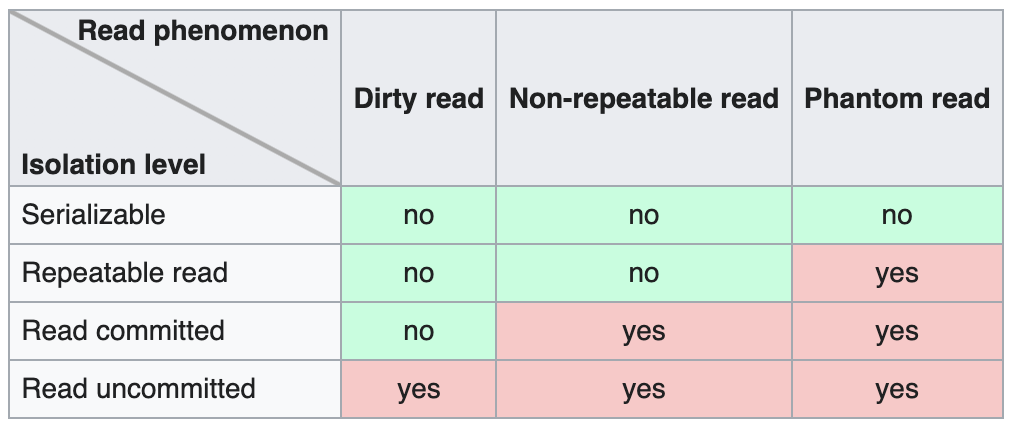 Read phenomenon
Isolation level
Dirty read Non-repeatable read Phantom read
Serializable no no no
Repeatable read no no yes
Read committed no yes yes
Read uncommitted yes yes yes